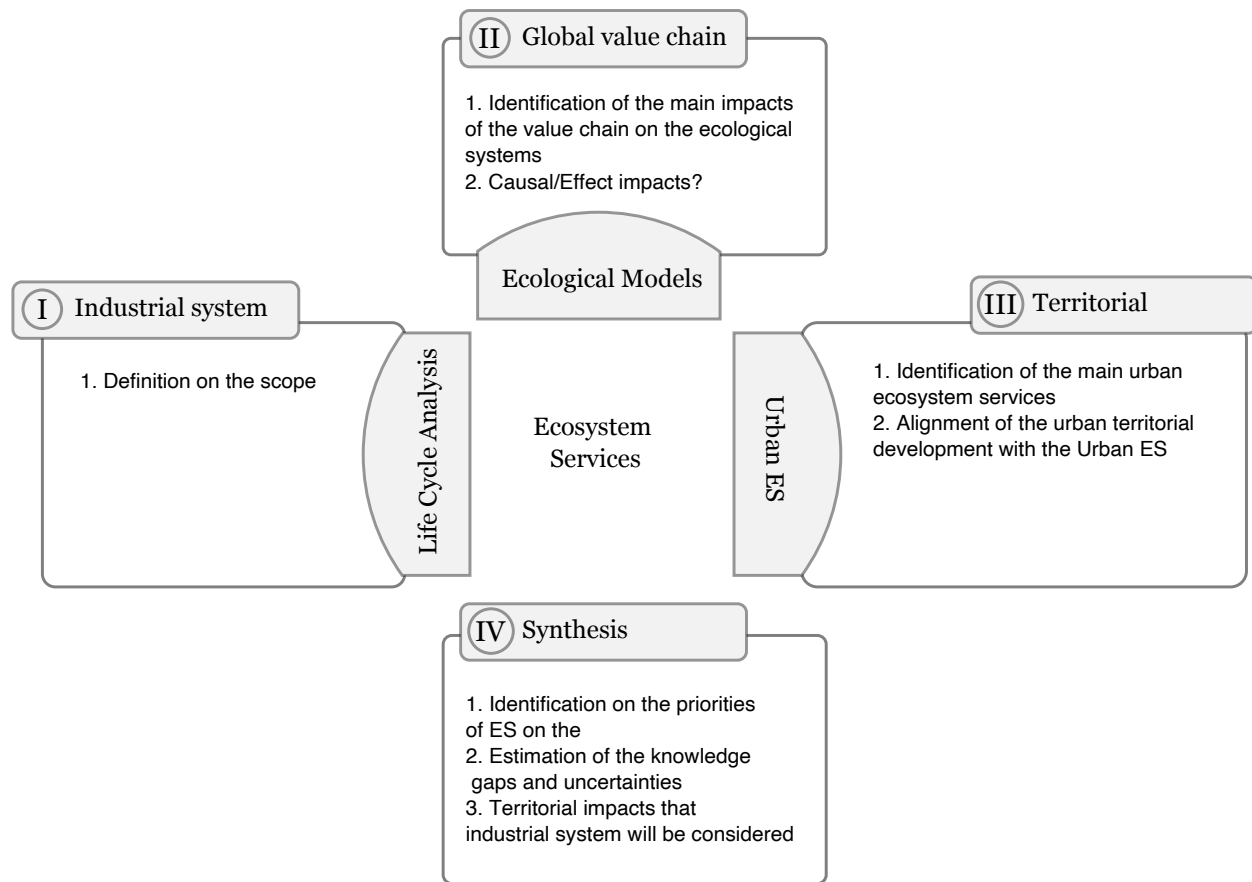 II Global value chain
1. Identification of the main impacts
of the value chain on the ecological
systems
2. Causal/Effect impacts?
Ecological Models
I Industrial system
1. Definition on the scope
Life Cycle Analysis
Ecosystem
Services
Urban ES
III Territorial
1. Identification of the main urban
ecosystem services
2. Alignment of the urban territorial
development with the Urban ES
IV Synthesis
1. Identification on the priorities
of ES on the
2. Estimation of the knowledge
gaps and uncertainties
3. Territorial impacts that
industrial system will be considered